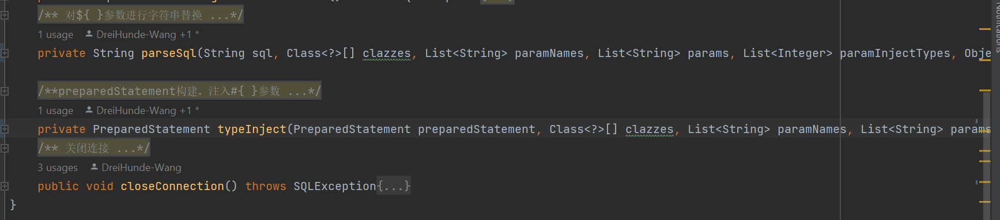 /** 对${ }参数进行字符串替换 ...*/
1 usage DreiHunde-Wang +1 *
private String parseSql(String sql, Class<?>[] clazzes, List<String> paramNames, List<String> params, List<Integer> paramInjectTypes, Obje
/**preparedStatement构建，注入#{ }参数 ...*/
1 usage DreiHunde-Wang +1 *
private PreparedStatement typeInject(PreparedStatement preparedStatement, Class<?>[] clazzes, List<String> paramNames, List<String> params
/** 关闭连接 ...*/
3 usages DreiHunde-Wang
public void closeConnection() throws SQLException{...}
}
Notifications